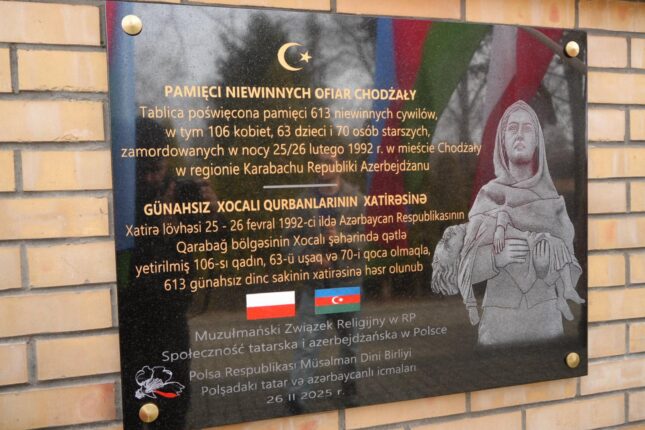 PAMIĘCI NIEWINNYCH OFIAR CHODŻAŁY
Tablica poświęcona pamięci 613 niewinnych cywilów,
w tym 106 kobiet, 63 dzieci i 70 osób starszych,
zamordowanych w nocy 25/26 lutego 1992 r. w mieście Chodżały
w regionie Karabachu Republiki Azerbejdżanu
GÜNAHSIZ XOCALI QURBANLARININ XATİRƏSİNƏ
Xatirə lövhəsi 25 - 26 fevral 1992-ci ildə Azərbaycan Respublikasının
Qarabağ bölgəsinin Xocalı şəhərində qətlə
yetirilmiş 106-sı qadın, 63-ü uşaq və 70-i qoca olmaqla,
613 günahsız dinc sakinin xatirəsinə həsr olunub
Muzułmański Związek Religijny w RP
Społeczność tatarska i azerbejdżańska w Polsce
Polşa Respublikası Müsəlman Dini Birliyi
Polşadakı tatar və azərbaycanlı icmaları
26 II 2025 r.